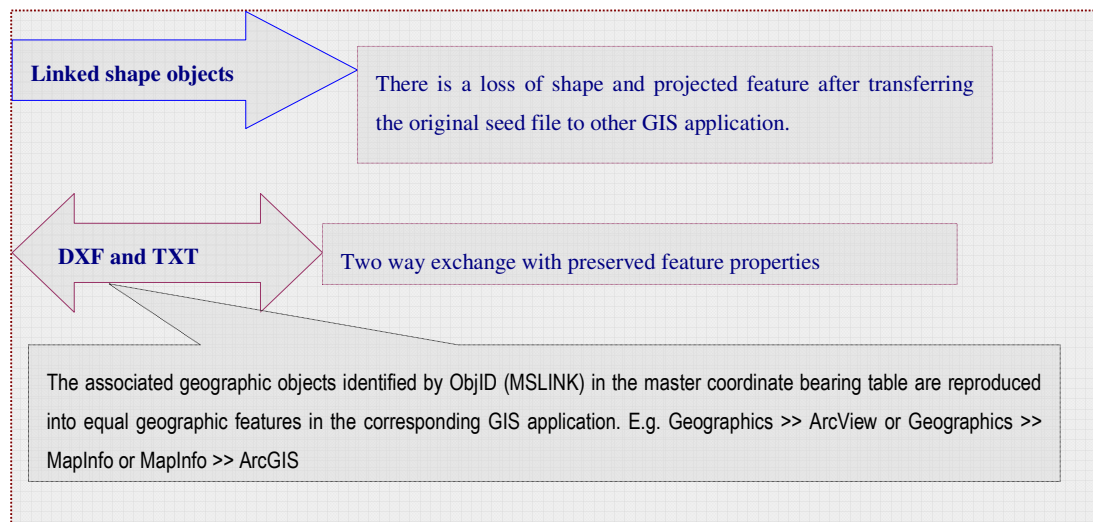 Linked shape objects
There is a loss of shape and projected feature after transferring
the original seed file to other GIS application.
DXF and TXT
Two way exchange with preserved feature properties
The associated geographic objects identified by ObjID (MSLINK) in the master coordinate bearing table are reproduced
into equal geographic features in the corresponding GIS application. E.g. Geographics >> ArcView or Geographics >>
MapInfo or MapInfo >> ArcGIS